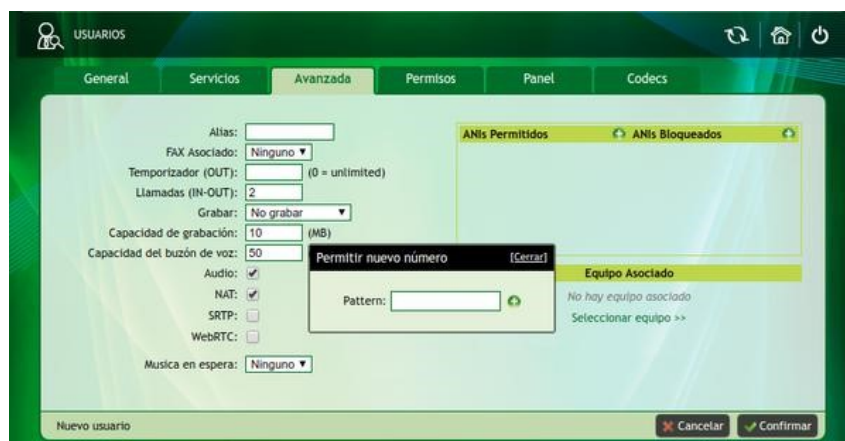 USUARIOS
General Servicios Avanzada Permisos Panel Codecs
Alias:
FAX Asociado: Ninguno
Temporizador (OUT): (0 = unlimited)
Llamadas (IN-OUT): 2
Grabar: No grabar
Capacidad de grabación: 10 (MB)
Capacidad del buzón de voz: 50
Audio:
NAT:
SRTP:
WebRTC:
Musica en espera: Ninguno
ANIs Permitidos ANIs Bloqueados
Permitir nuevo número [Cerrar]
Pattern:
Equipo Asociado
No hay equipo asociado
Seleccionar equipo >>
Nuevo usuario Cancelar Confirmar